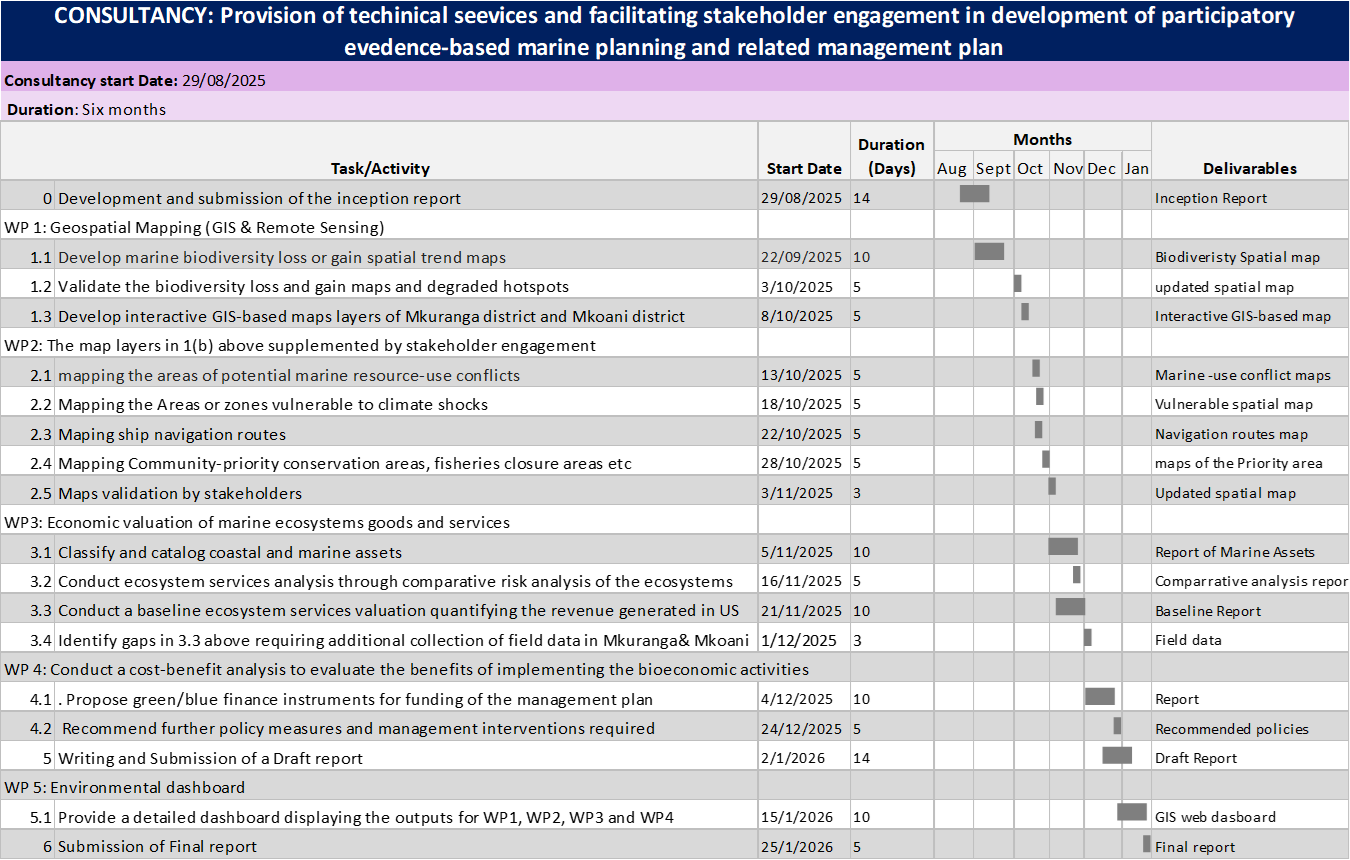 CONSULTANCY: Provision of techinical seevices and facilitating stakeholder engagement in development of participatory
evedence-based marine planning and related management plan
Consultancy start Date: 29/08/2025
Duration: Six months
Task/Activity Start Date Duration (Days) Months Deliverables
Aug Sept Oct Nov Dec Jan
0 Development and submission of the inception report 29/08/2025 14 Inception Report
WP 1: Geospatial Mapping (GIS & Remote Sensing)
1.1 Develop marine biodiversity loss or gain spatial trend maps 22/09/2025 10 Biodiveristy Spatial map
1.2 Validate the biodiversity loss and gain maps and degraded hotspots 3/10/2025 5 updated spatial map
1.3 Develop interactive GIS-based maps layers of Mkuranga district and Mkoani district 8/10/2025 5 Interactive GIS-based map
WP2: The map layers in 1(b) above supplemented by stakeholder engagement
2.1 mapping the areas of potential marine resource-use conflicts 13/10/2025 5 Marine -use conflict maps
2.2 Mapping the Areas or zones vulnerable to climate shocks 18/10/2025 5 Vulnerable spatial map
2.3 Maping ship navigation routes 22/10/2025 5 Navigation routes map
2.4 Mapping Community-priority conservation areas, fisheries closure areas etc 28/10/2025 5 maps of the Priority area
2.5 Maps validation by stakeholders 3/11/2025 3 Updated spatial map
WP3: Economic valuation of marine ecosystems goods and services
3.1 Classify and catalog coastal and marine assets 5/11/2025 10 Report of Marine Assets
3.2 Conduct ecosystem services analysis through comparative risk analysis of the ecosystems 16/11/2025 5 Comparrative analysis repor
3.3 Conduct a baseline ecosystem services valuation quantifying the revenue generated in US 21/11/2025 10 Baseline Report
3.4 Identify gaps in 3.3 above requiring additional collection of field data in Mkuranga& Mkoani 1/12/2025 3 Field data
WP 4: Conduct a cost-benefit analysis to evaluate the benefits of implementing the bioeconomic activities
4.1 . Propose green/blue finance instruments for funding of the management plan 4/12/2025 10 Report
4.2 Recommend further policy measures and management interventions required 24/12/2025 5 Recommended policies
5 Writing and Submission of a Draft report 2/1/2026 14 Draft Report
WP 5: Environmental dashboard
5.1 Provide a detailed dashboard displaying the outputs for WP1, WP2, WP3 and WP4 15/1/2026 10 GIS web dasboard
6 Submission of Final report 25/1/2026 5 Final report